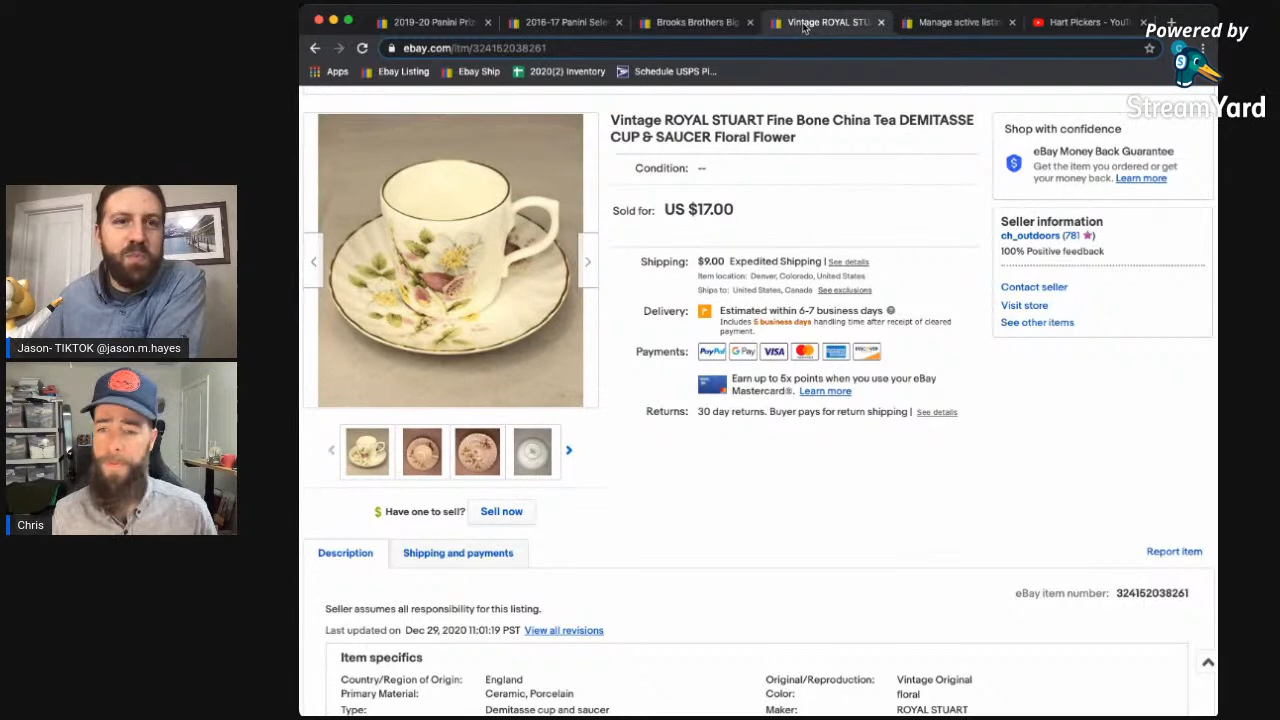 2019-20 Panini Pri
2016-17 Panini Sele
Brooks Brothers Big
Vintage ROYAL STU
Manage active listin
Hart Pickers - YouT
Powered by
StreamYard
ebay.com/itm/324152038261
Apps
Ebay Listing
Ebay Ship
2020(2) Inventory
Schedule USPS Pi...
Vintage ROYAL STUART Fine Bone China Tea DEMITASSE
CUP & SAUCER Floral Flower
Condition: --
Sold for: US $17.00
Shipping: $9.00 Expedited Shipping | See details
Item location: Denver, Colorado, United States
Ships to: United States, Canada See exclusions
Delivery: Estimated within 6-7 business days
Includes 5 business days handling time after receipt of cleared
payment.
Payments: PayPal G Pay VISA
Earn up to 5x points when you use your eBay
Mastercard®. Learn more
Returns: 30 day returns. Buyer pays for return shipping | See details
Shop with confidence
eBay Money Back Guarantee
Get the item you ordered or get
your money back. Learn more
Seller information
ch_outdoors (781)
100% Positive feedback
Contact seller
Visit store
See other items
Jason- TIKTOK @jason.m.hayes
Chris
Have one to sell? Sell now
Description
Shipping and payments
Report item
eBay item number: 324152038261
Seller assumes all responsibility for this listing.
Last updated on Dec 29, 2020 11:01:19 PST View all revisions
Item specifics
Country/Region of Origin: England
Original/Reproduction: Vintage Original
Primary Material: Ceramic, Porcelain
Color: floral
Type: Demitasse cup and saucer
Maker: ROYAL STUART